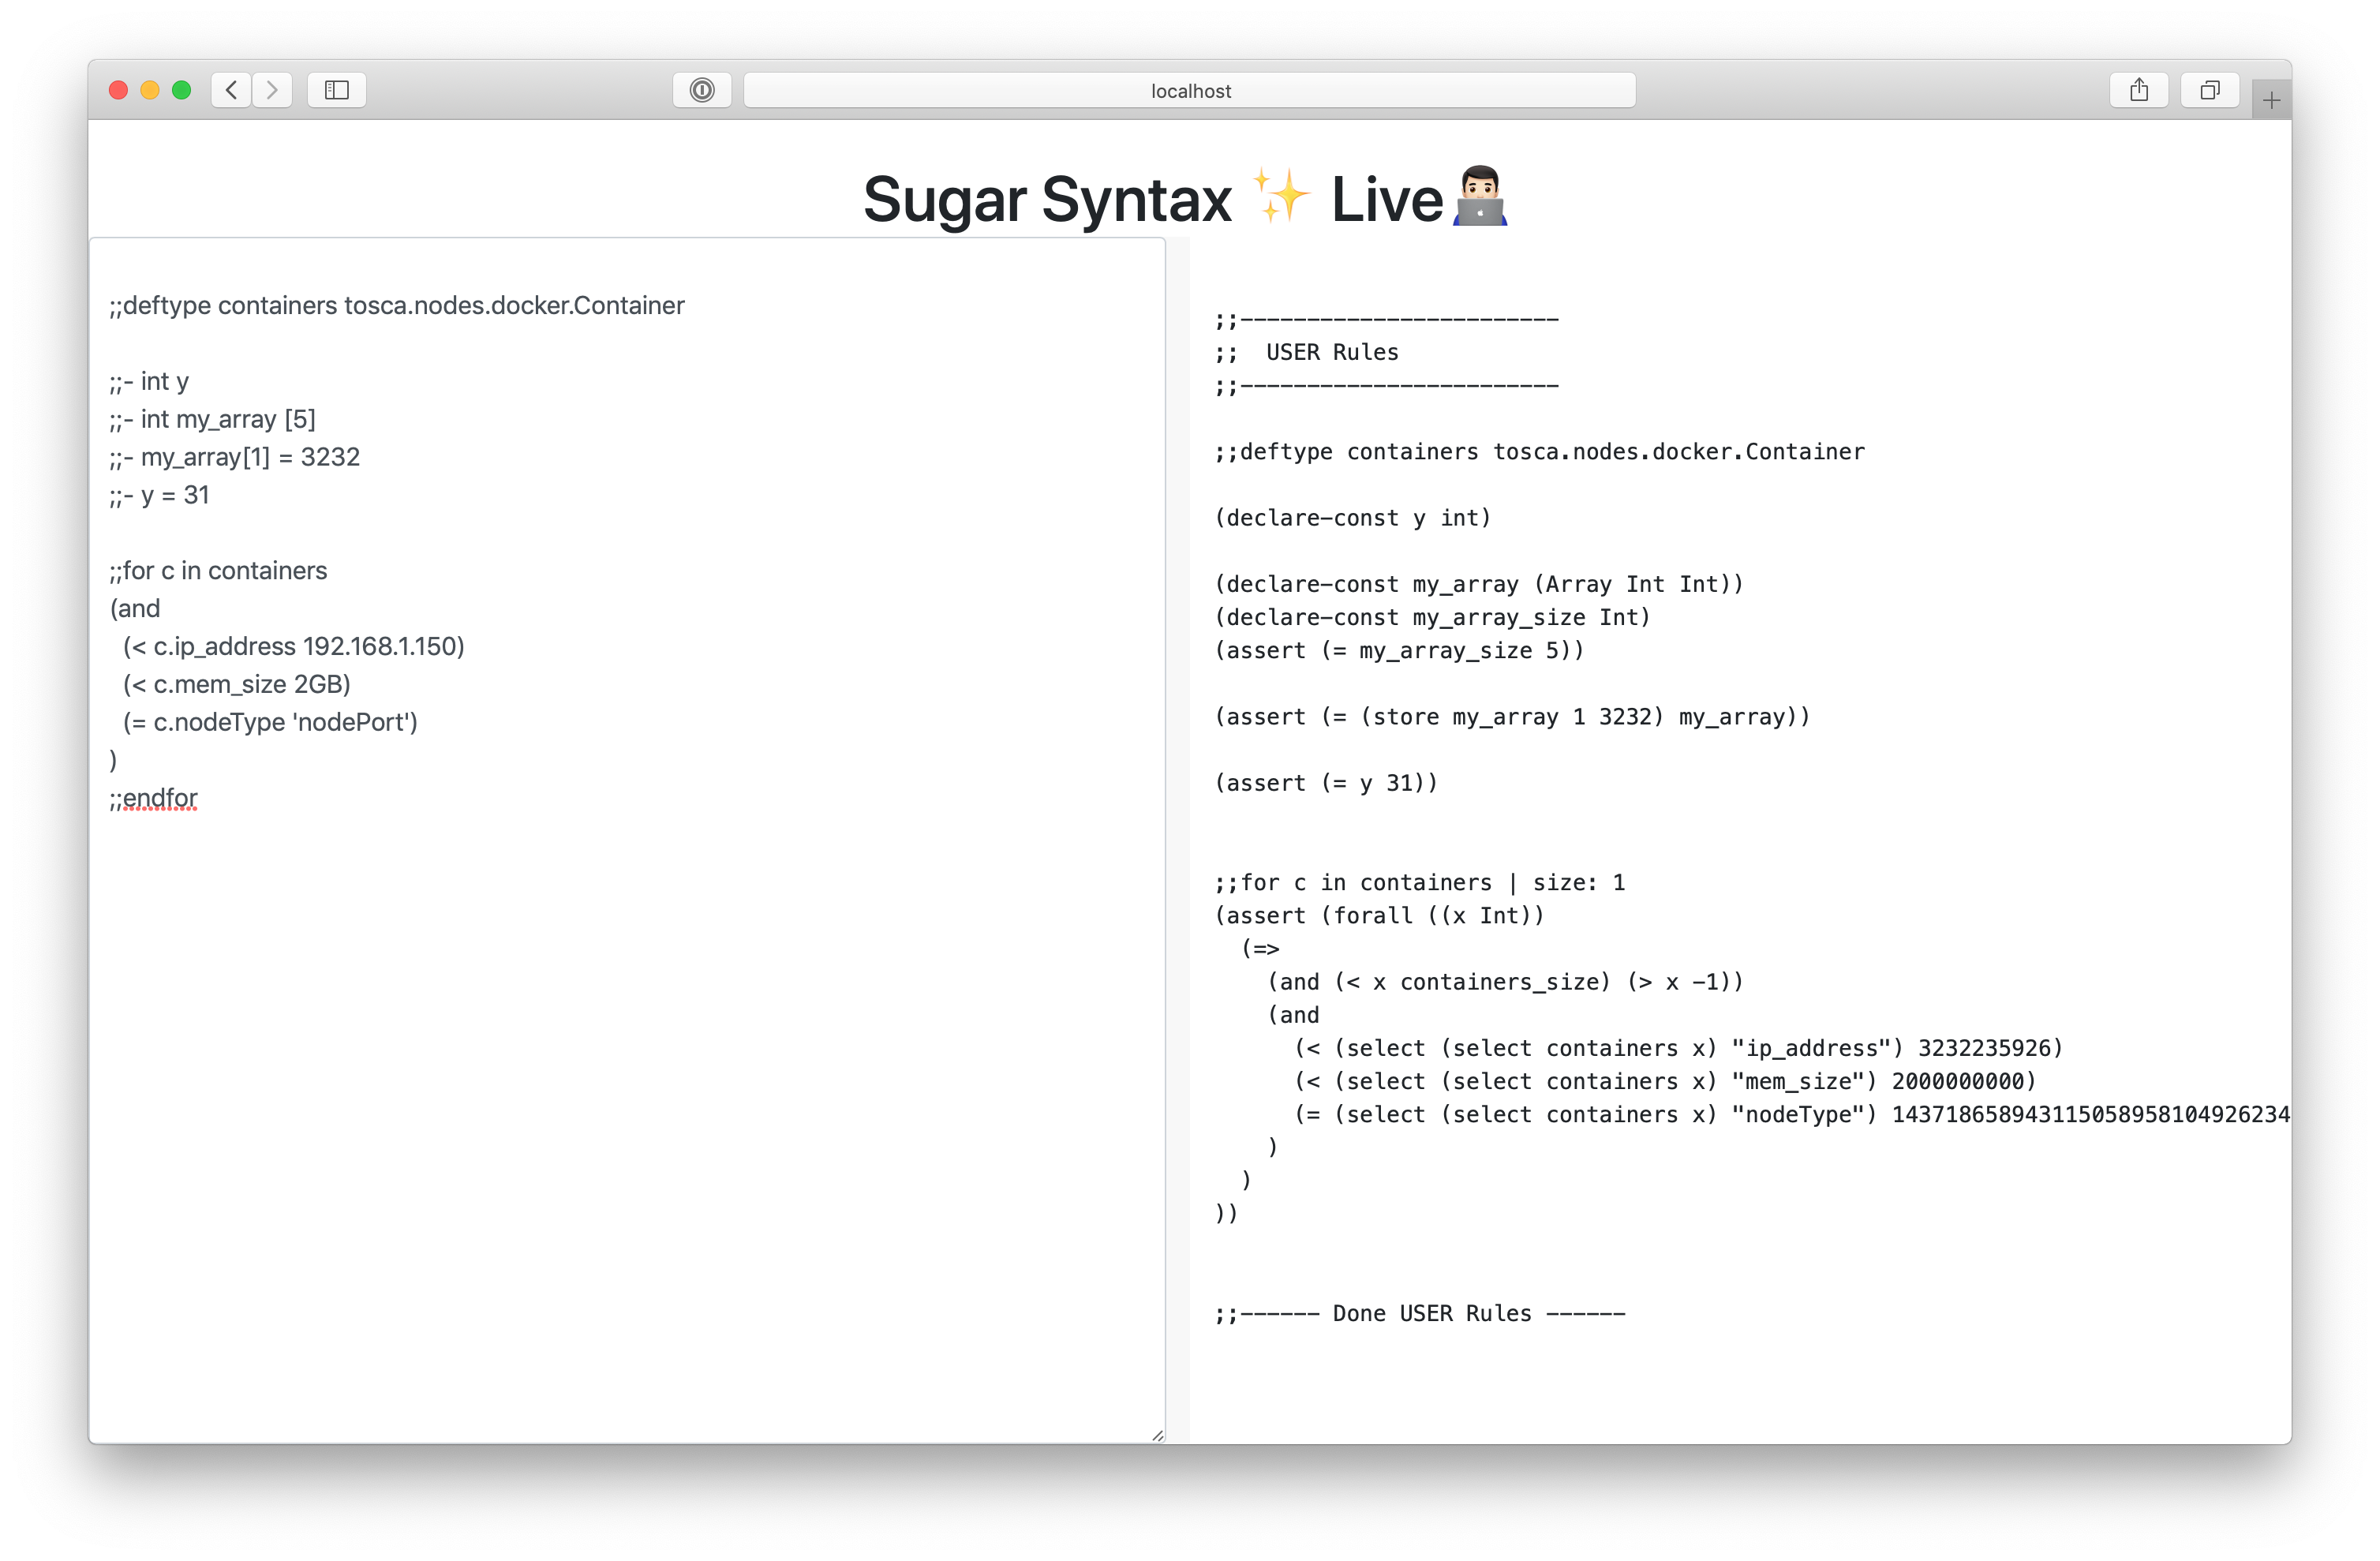 localhost
Sugar Syntax ✨ Live👨🏻‍💻
;;deftype containers tosca.nodes.docker.Container
;;- int y
;;- int my_array [5]
;;- my_array[1] = 3232
;;- y = 31
;;for c in containers
(and
  (< c.ip_address 192.168.1.150)
  (< c.mem_size 2GB)
  (= c.nodeType 'nodePort')
)
;;endfor
;;------------------------
;;  USER Rules
;;------------------------
;;deftype containers tosca.nodes.docker.Container
(declare-const y int)
(declare-const my_array (Array Int Int))
(declare-const my_array_size Int)
(assert (= my_array_size 5))
(assert (= (store my_array 1 3232) my_array))
(assert (= y 31))
;;for c in containers | size: 1
(assert (forall ((x Int))
  (=>
    (and (< x containers_size) (> x -1))
    (and
      (< (select (select containers x) "ip_address") 3232235926)
      (< (select (select containers x) "mem_size") 2000000000)
      (= (select (select containers x) "nodeType") 1437186589431150589581049262​34
    )
  )
))
;;------ Done USER Rules ------